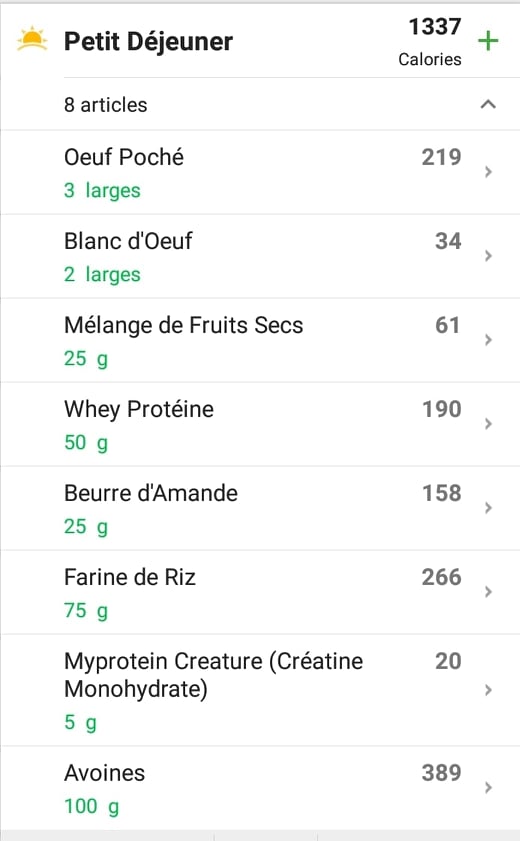 Petit Déjeuner 1337
Calories
8 articles
Oeuf Poché 219
3 larges
Blanc d'Oeuf 34
2 larges
Mélange de Fruits Secs 61
25 g
Whey Protéine 190
50 g
Beurre d'Amande 158
25 g
Farine de Riz 266
75 g
Myprotein Creature (Créatine 20
Monohydrate)
5 g
Avoines 389
100 g